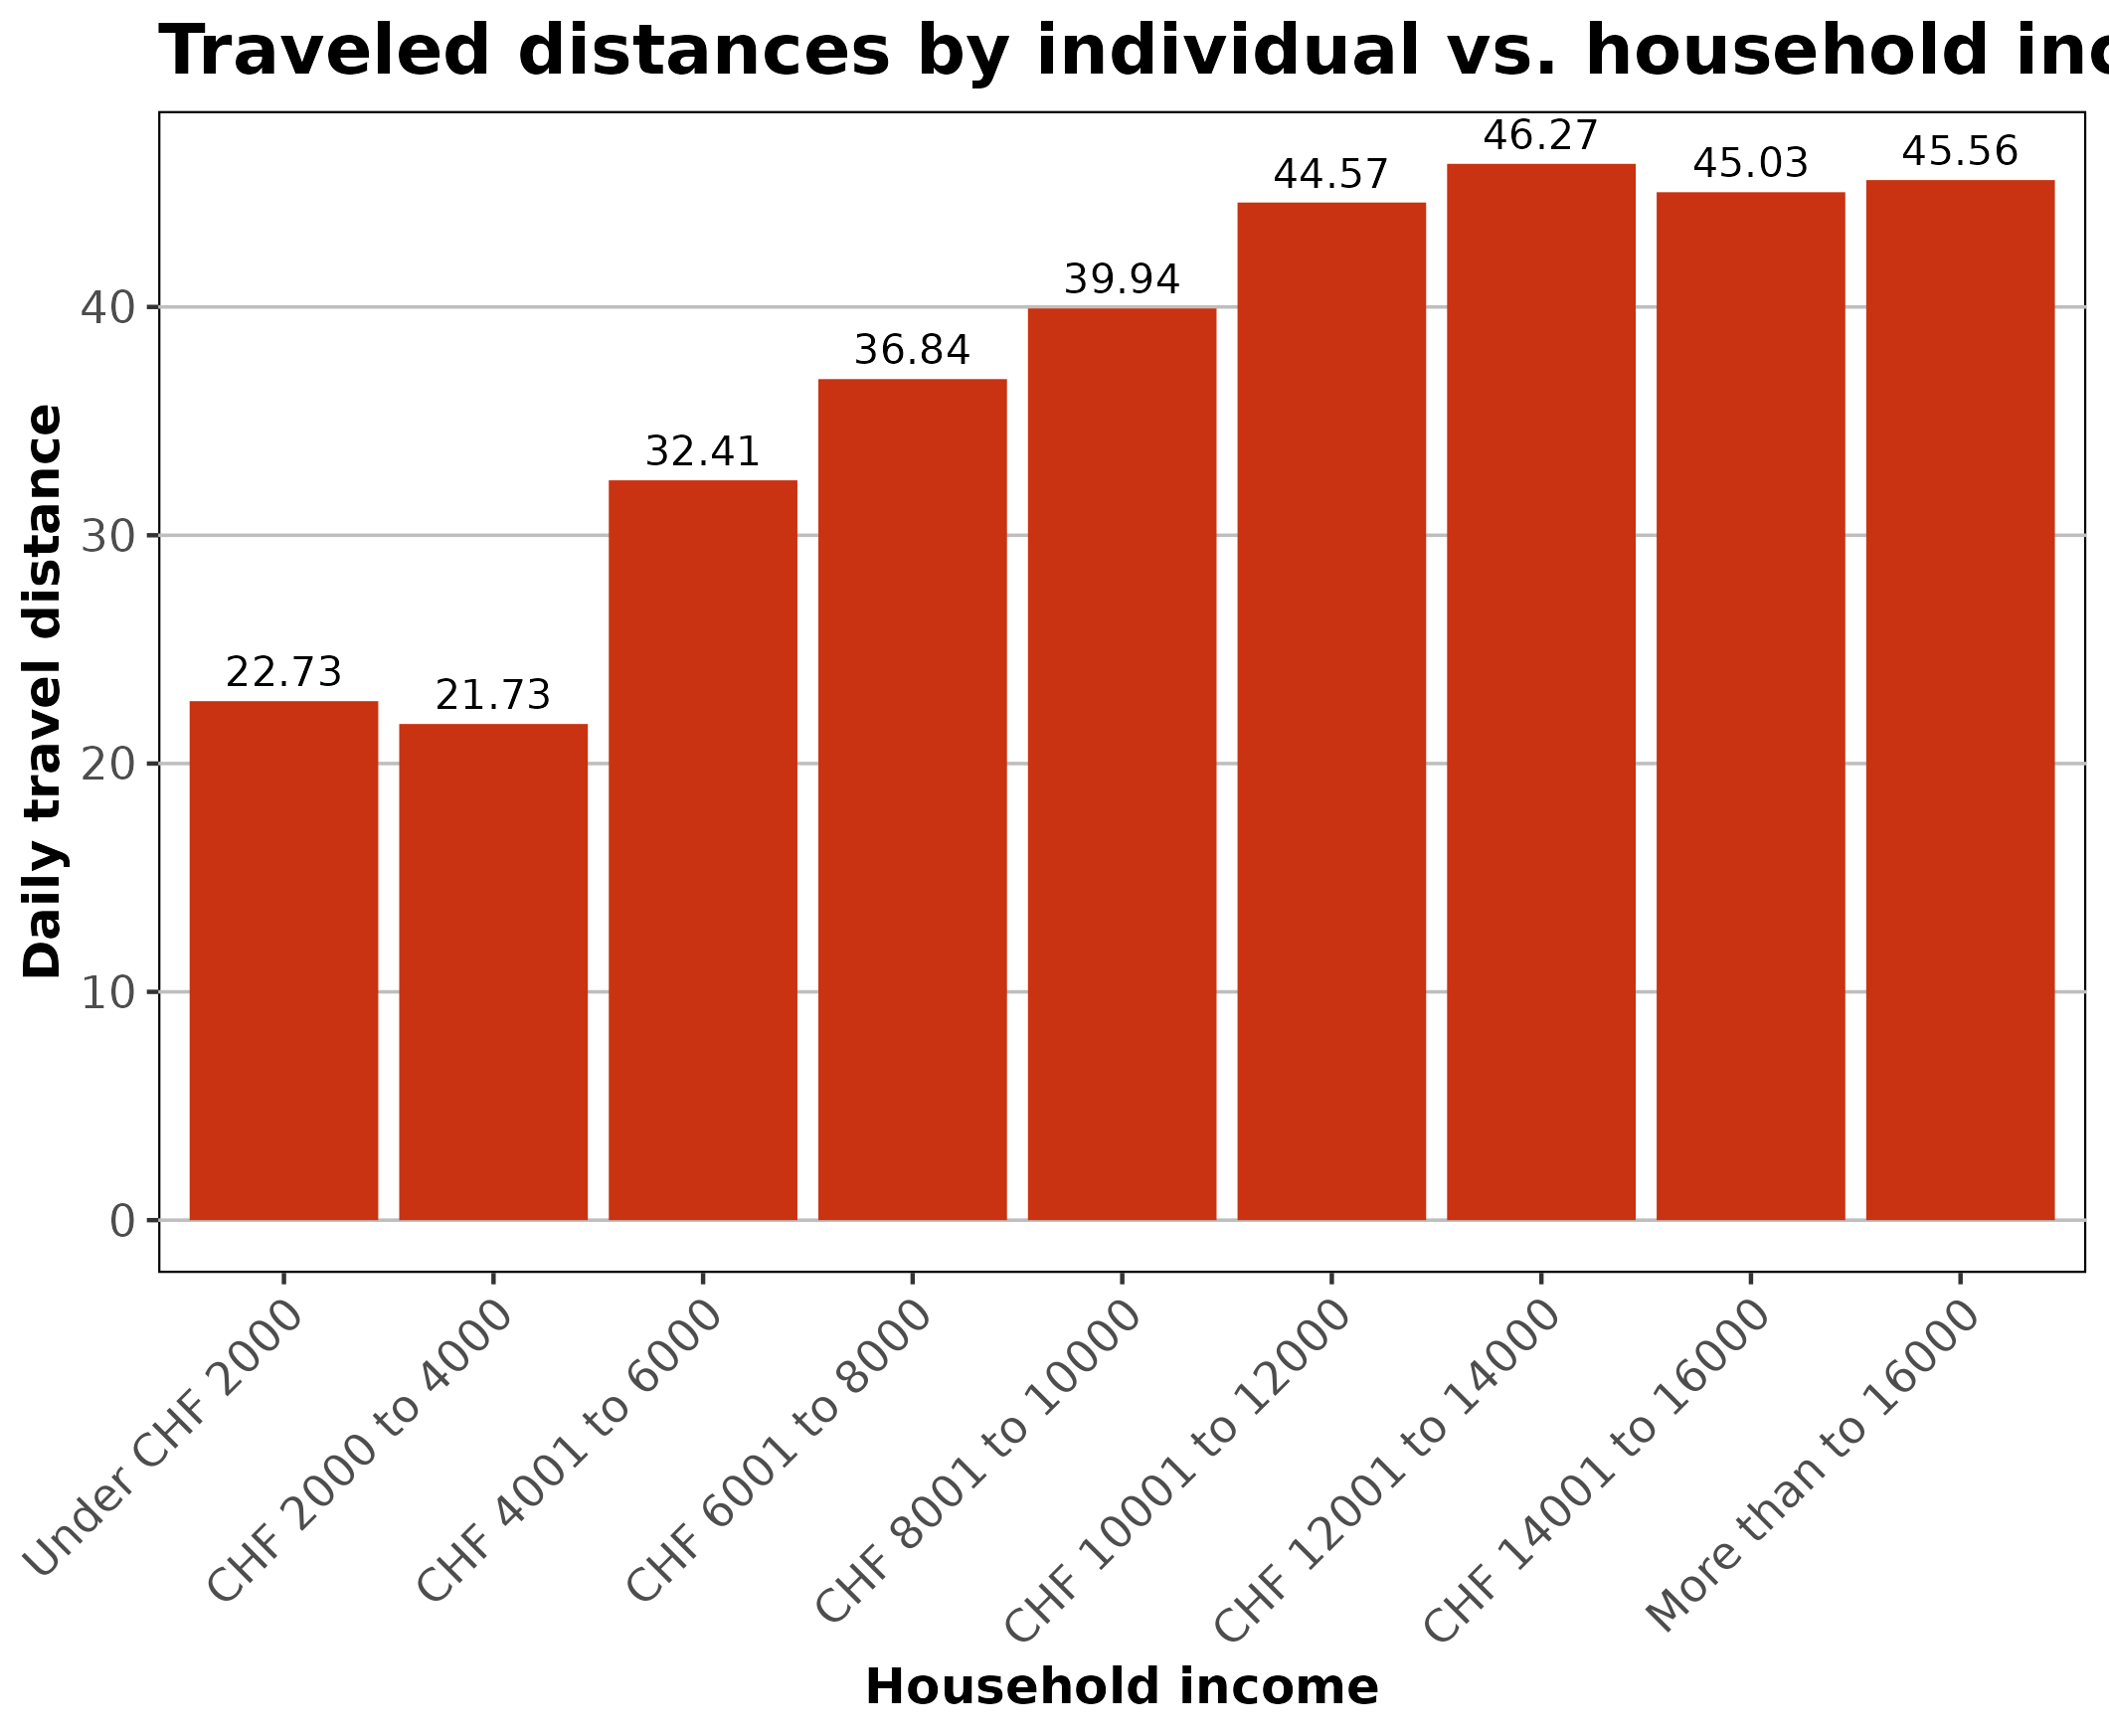 Traveled distances by individual vs. household inc
Daily travel distance
40
30
20
10
0
22.73
21.73
32.41
36.84
39.94
44.57
46.27
45.03
45.56
Under CHF 2000
CHF 2000 to 4000
CHF 4001 to 6000
CHF 6001 to 8000
CHF 8001 to 10000
CHF 10001 to 12000
CHF 12001 to 14000
CHF 14001 to 16000
More than to 16000
Household income